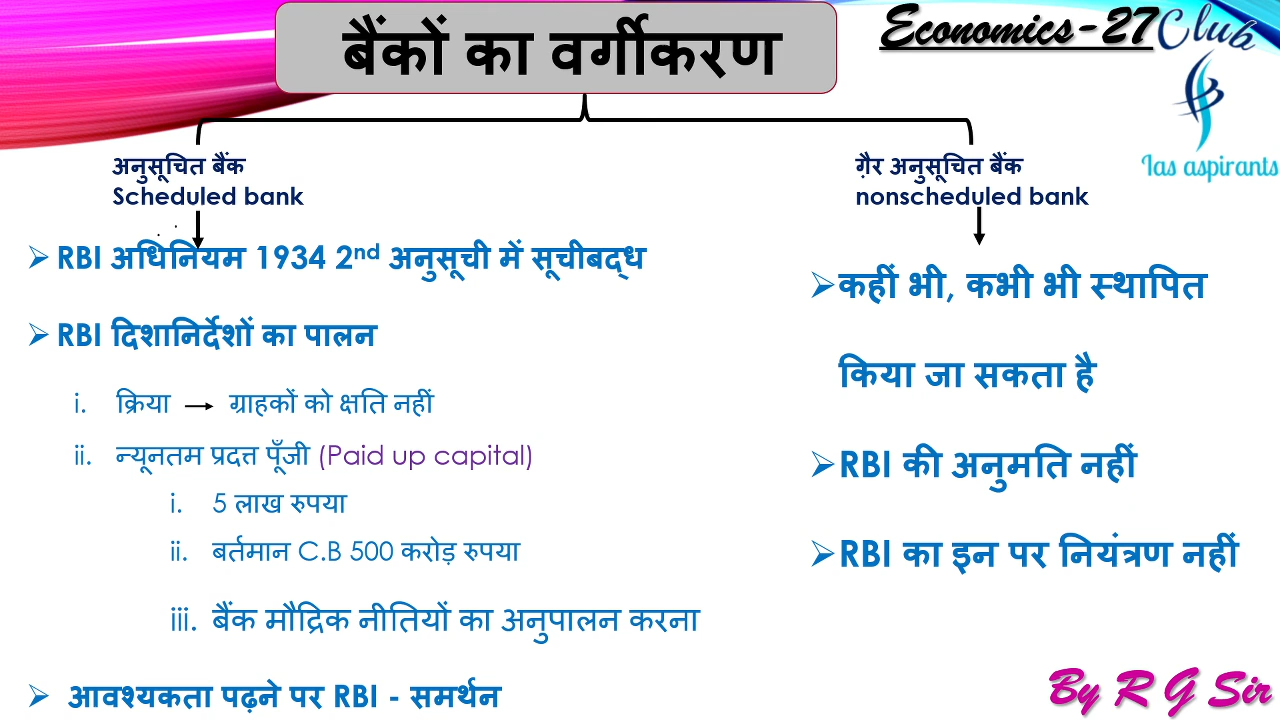 बैंकों का वर्गीकरण
Economics-27
Club
Ias aspirants
अनुसूचित बैंक
Scheduled bank
➢ RBI अधिनियम 1934 2nd अनुसूची में सूचीबद्ध
➢ RBI दिशानिर्देशों का पालन
i. क्रिया → ग्राहकों को क्षति नहीं
ii. न्यूनतम प्रदत्त पूँजी (Paid up capital)
i. 5 लाख रुपया
ii. बर्तमान C.B 500 करोड़ रुपया
iii. बैंक मौद्रिक नीतियों का अनुपालन करना
➢ आवश्यकता पढ़ने पर RBI - समर्थन
ग़ैर अनुसूचित बैंक
nonscheduled bank
➢कहीं भी, कभी भी स्थापित
किया जा सकता है
➢RBI की अनुमति नहीं
➢RBI का इन पर नियंत्रण नहीं
By R G Sir